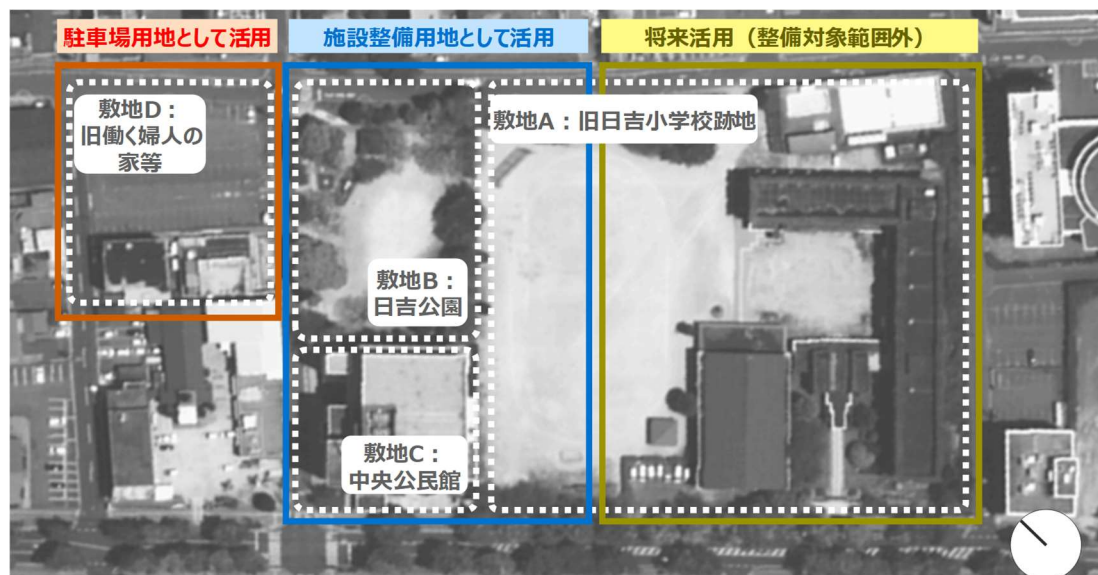 駐車場用地として活用
施設整備用地として活用
将来活用（整備対象範囲外）
敷地D：
旧働く婦人の
家等
敷地A：旧日吉小学校跡地
敷地B：
日吉公園
敷地C：
中央公民館